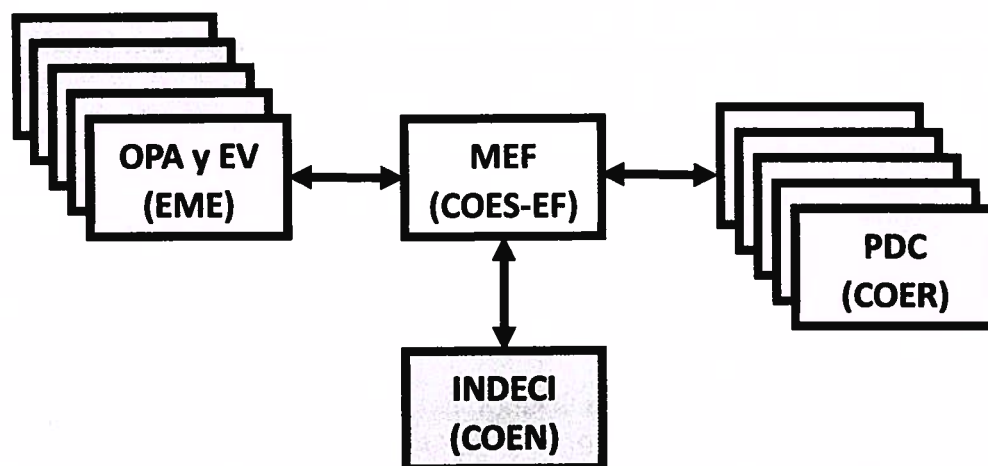 OPA y EV
(EME)
MEF
(COES-EF)
PDC
(COER)
INDECI
(COEN)